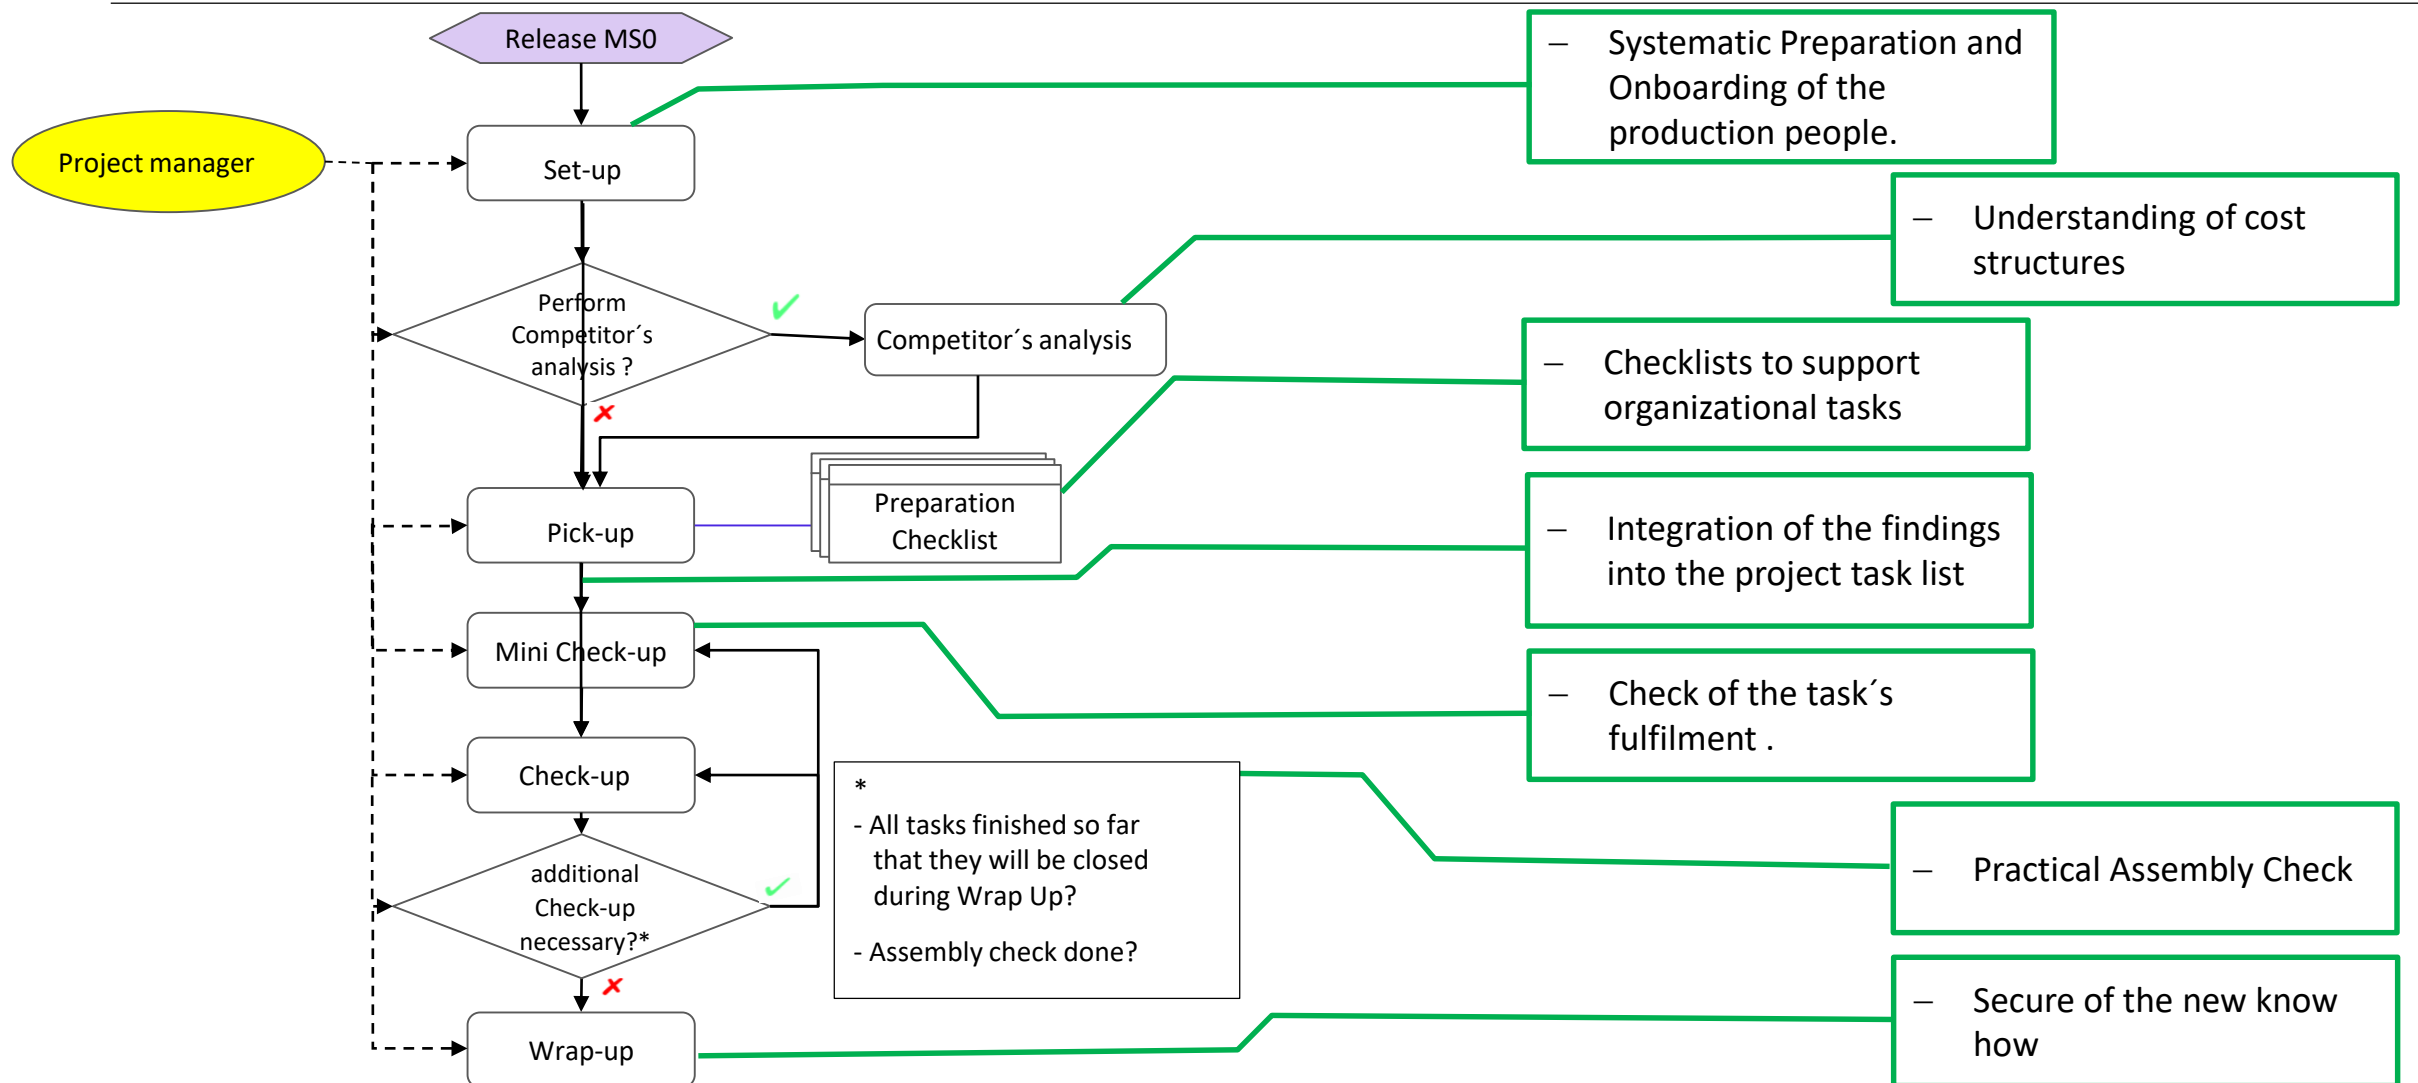 Release MS0
Project manager
Set-up
Perform
Competitor´s
analysis ?
Competitor´s analysis
Pick-up
Preparation
Checklist
Mini Check-up
Check-up
additional
Check-up
necessary?*
Wrap-up
*
- All tasks finished so far
that they will be closed
during Wrap Up?
- Assembly check done?
– Systematic Preparation and
Onboarding of the
production people.
– Understanding of cost
structures
– Checklists to support
organizational tasks
– Integration of the findings
into the project task list
– Check of the task´s
fulfilment .
– Practical Assembly Check
– Secure of the new know
how